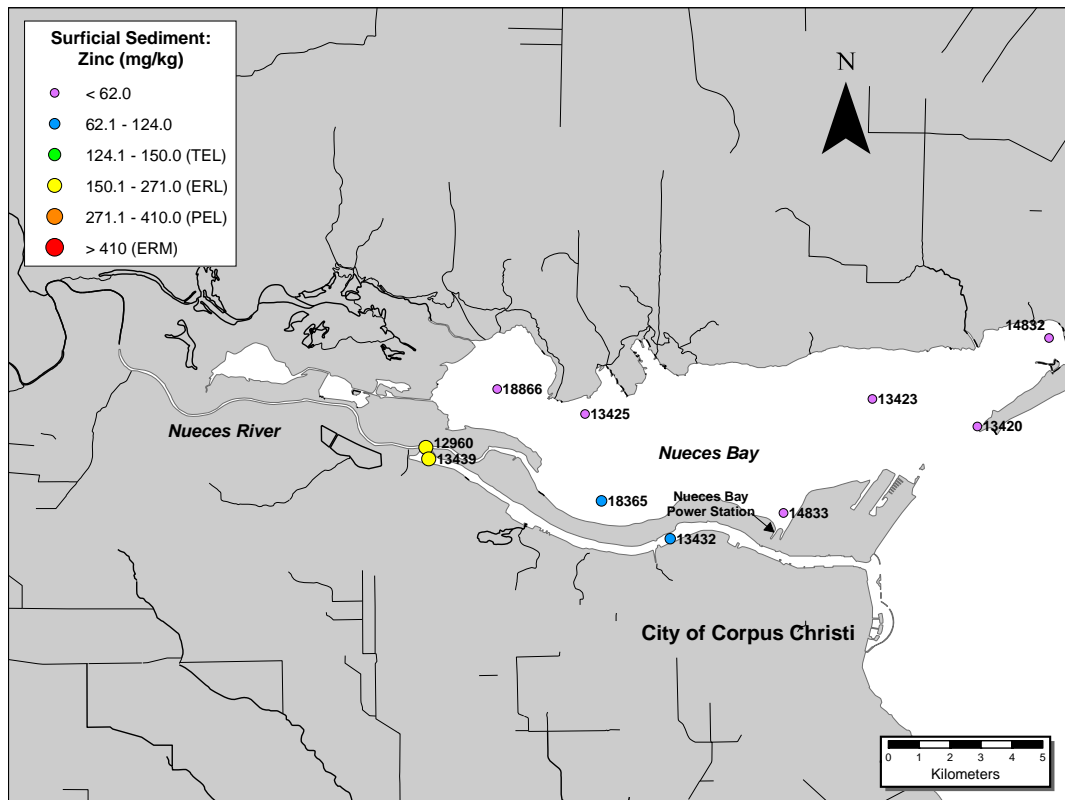 Surficial Sediment:
Zinc (mg/kg)
< 62.0
62.1 - 124.0
124.1 - 150.0 (TEL)
150.1 - 271.0 (ERL)
271.1 - 410.0 (PEL)
> 410 (ERM)
N
14832
18866
13425
13423
13420
Nueces River
12960
13439
Nueces Bay
18365
Nueces Bay
Power Station
14833
13432
City of Corpus Christi
0 1 2 3 4 5
Kilometers